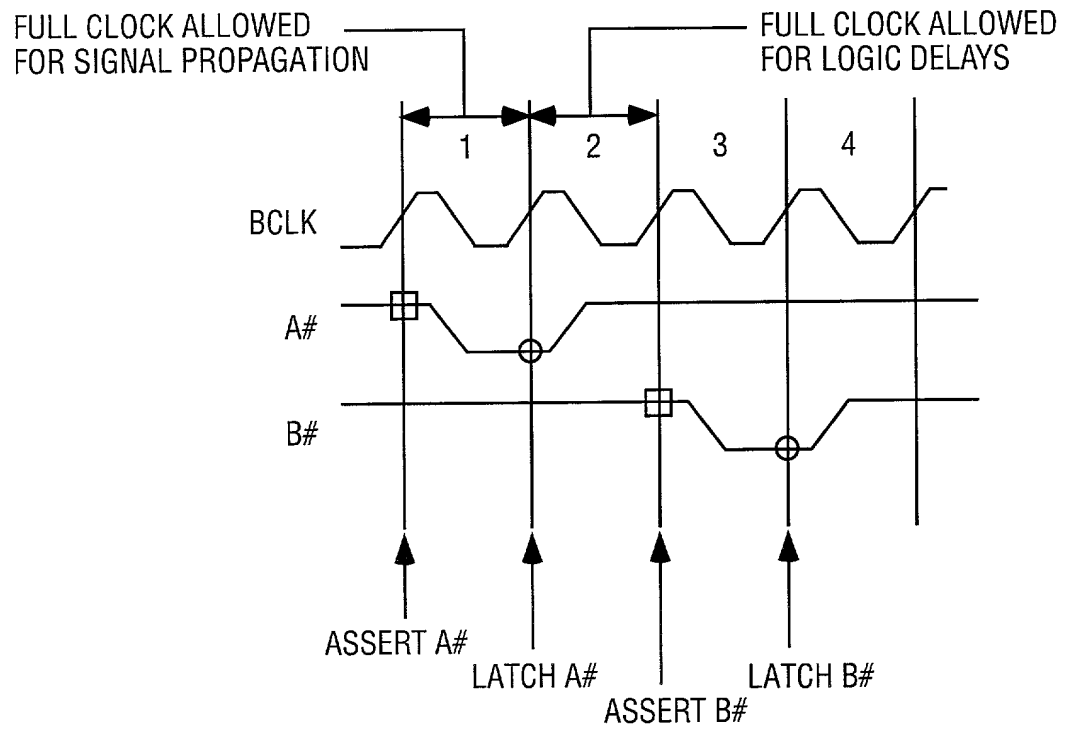 FULL CLOCK ALLOWED
FOR SIGNAL PROPAGATION
FULL CLOCK ALLOWED
FOR LOGIC DELAYS
1
2
3
4
BCLK
A#
B#
ASSERT A#
LATCH A#
ASSERT B#
LATCH B#